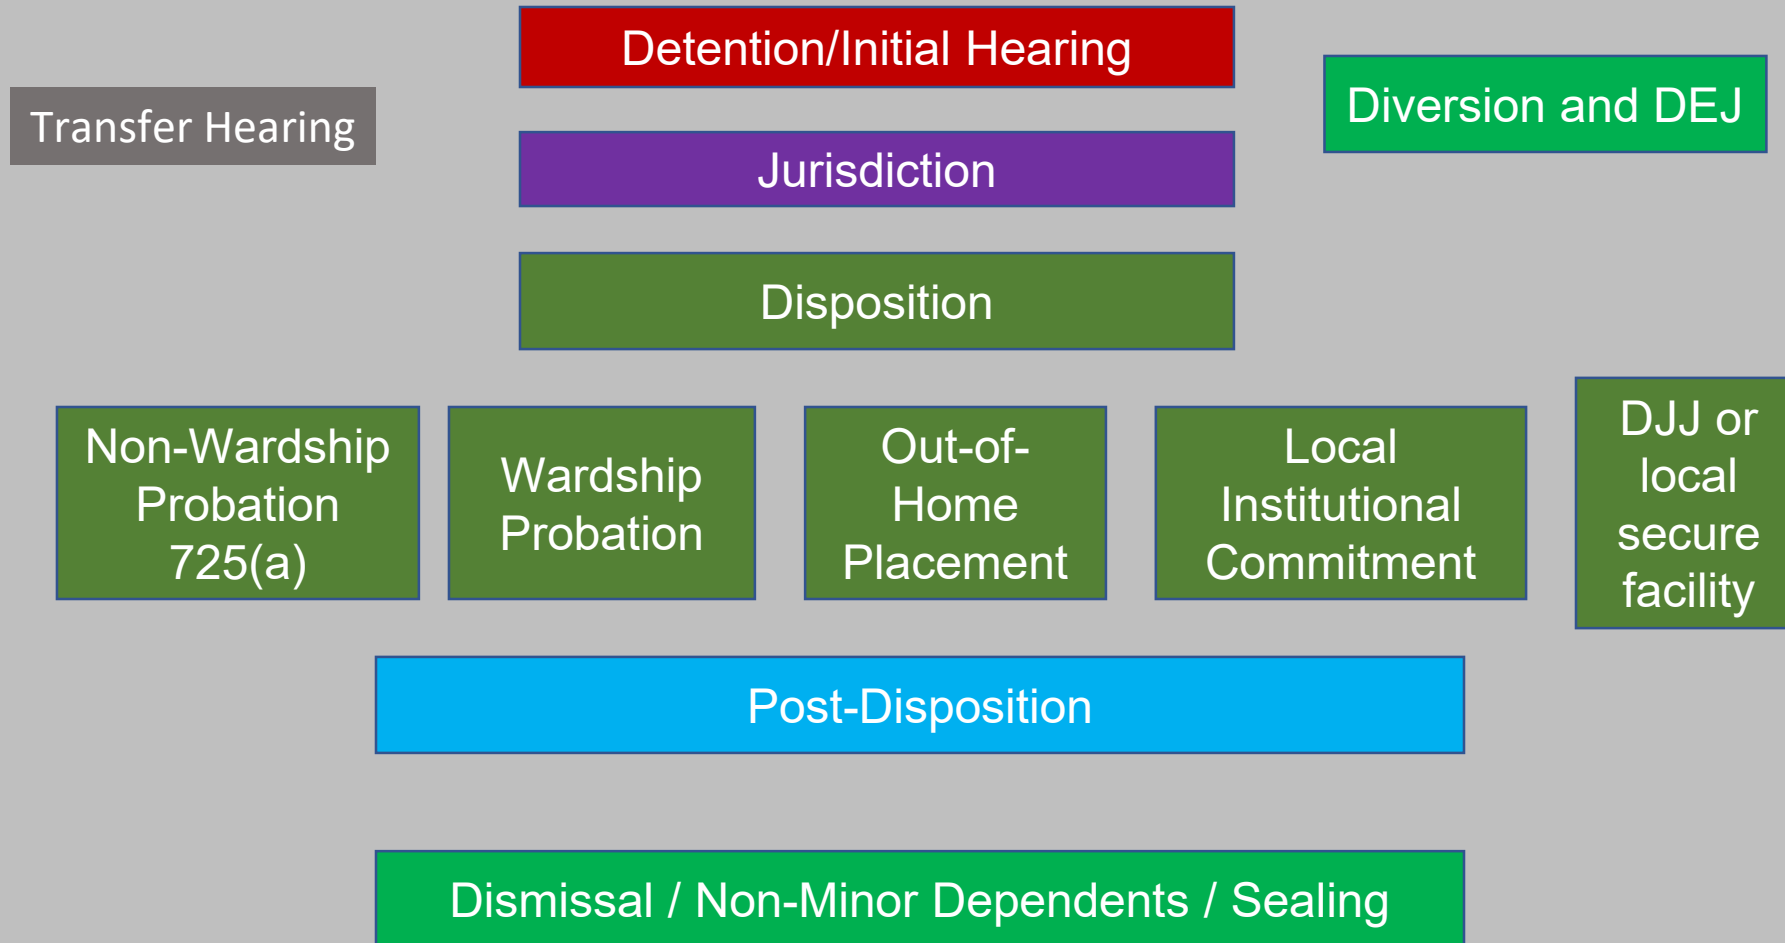 Detention/Initial Hearing
Transfer Hearing
Diversion and DEJ
Jurisdiction
Disposition
Non-Wardship
Probation
725(a)
Wardship
Probation
Out-of-
Home
Placement
Local
Institutional
Commitment
DJJ or
local
secure
facility
Post-Disposition
Dismissal / Non-Minor Dependents / Sealing